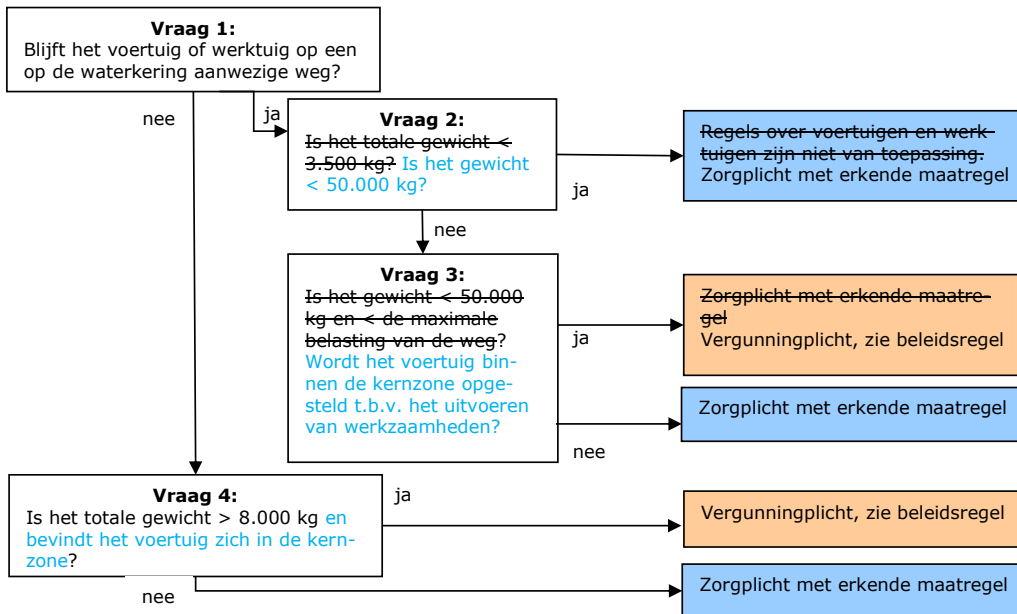 Vraag 1:
Blijft het voertuig of werktuig op een
op de waterkering aanwezige weg?
nee
ja
Vraag 2:
Is het totale gewicht <
3.500 kg? Is het gewicht
< 50.000 kg?
ja
Regels over voertuigen en werk-
tuigen zijn niet van toepassing.
Zorgplicht met erkende maatregel
nee
Vraag 3:
Is het gewicht < 50.000
kg en < de maximale
belasting van de weg?
Wordt het voertuig bin-
nen de kernzone opge-
steld t.b.v. het uitvoeren
van werkzaamheden?
ja
Zorgplicht met erkende maatre-
gel
Vergunningplicht, zie beleidsregel
nee
Zorgplicht met erkende maatregel
Vraag 4:
Is het totale gewicht > 8.000 kg en
bevindt het voertuig zich in de kern-
zone?
ja
Vergunningplicht, zie beleidsregel
nee
Zorgplicht met erkende maatregel